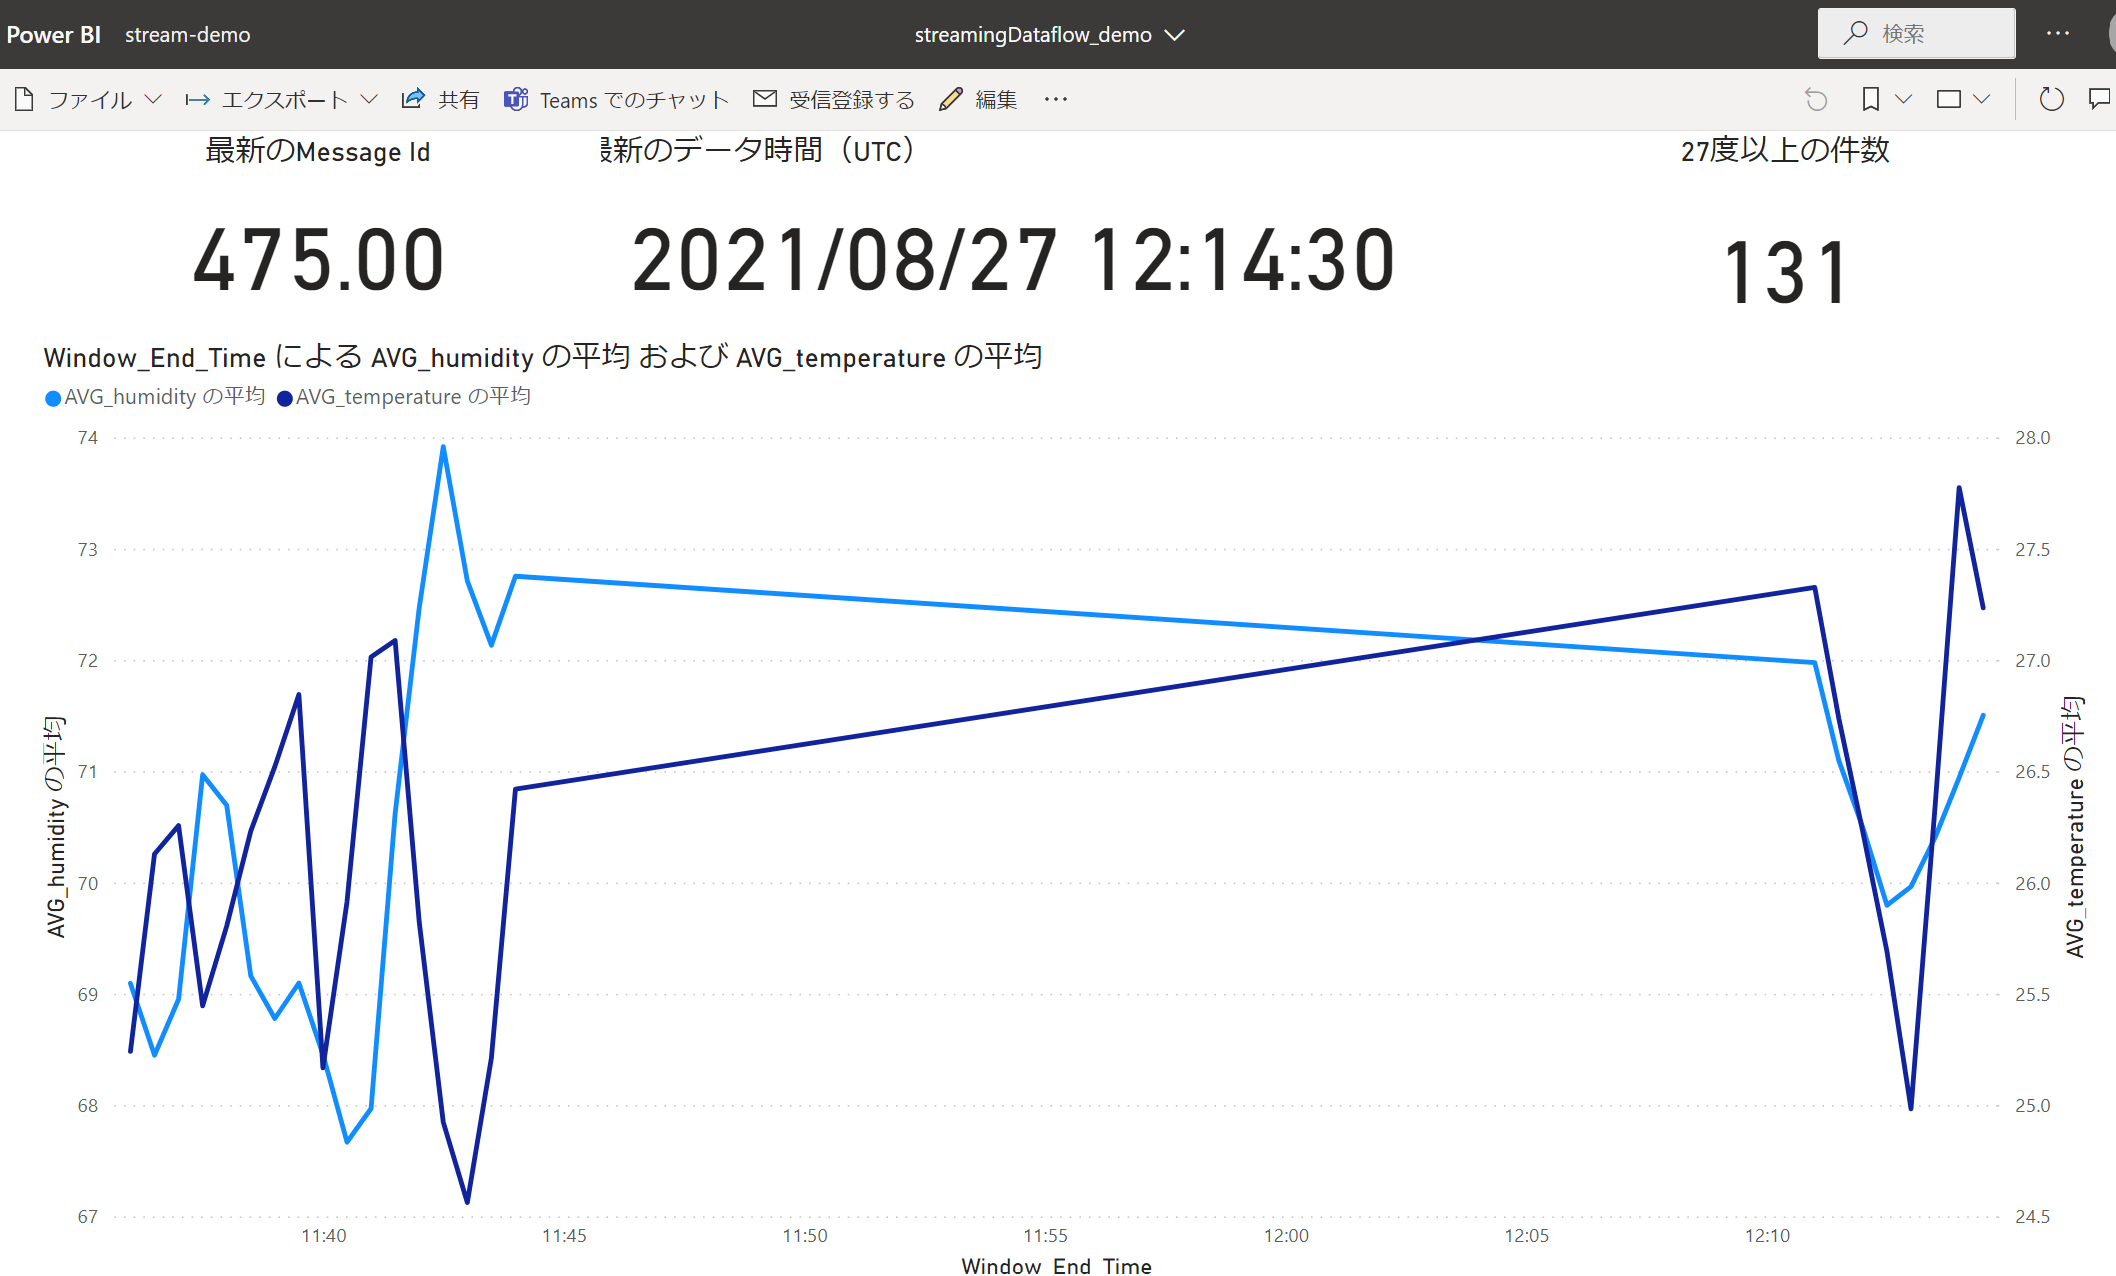 Power BI stream-demo streamingDataflow_demo 検索 ...
ファイル エクスポート 共有 Teams でのチャット 受信登録する 編集 ...
最新のMessage Id 最新のデータ時間（UTC） 27度以上の件数
475.00 2021/08/27 12:14:30 131
Window_End_Time による AVG_humidity の平均 および AVG_temperature の平均
AVG_humidity の平均 AVG_temperature の平均
74 28.0
73 27.5
72 27.0
71 26.5
70 26.0
69 25.5
68 25.0
67 24.5
AVG_humidity の平均
AVG_temperature の平均
11:40 11:45 11:50 11:55 12:00 12:05 12:10
Window_End_Time